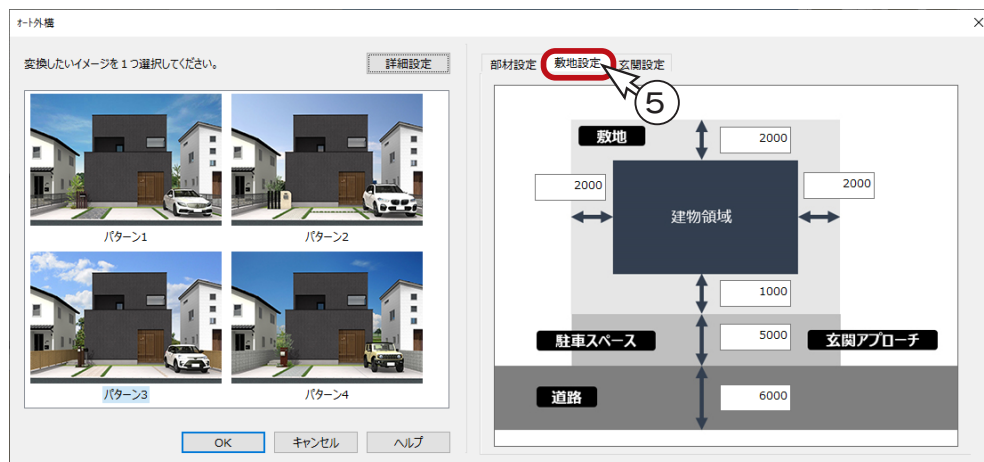 オート外構
変換したいイメージを１つ選択してください。
詳細設定
パターン1
パターン2
パターン3
パターン4
OK
キャンセル
ヘルプ
部材設定
敷地設定
玄関設定
5
敷地
2000
2000
2000
建物領域
1000
駐車スペース
5000
玄関アプローチ
道路
6000